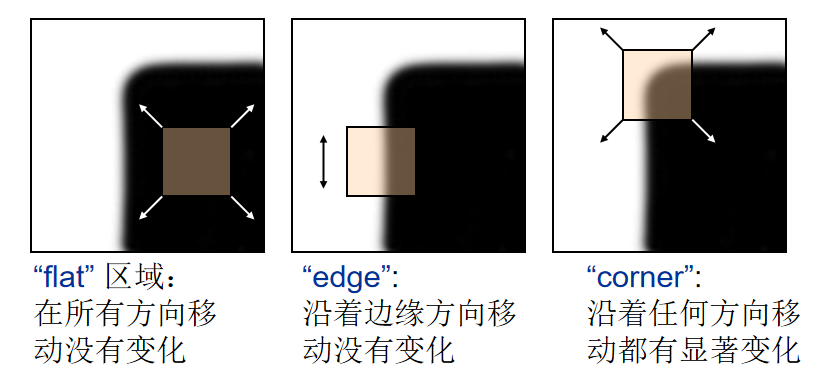 “flat” 区域：
在所有方向移
动没有变化
“edge”:
沿着边缘方向移
动没有变化
“corner”:
沿着任何方向移
动都有显著变化